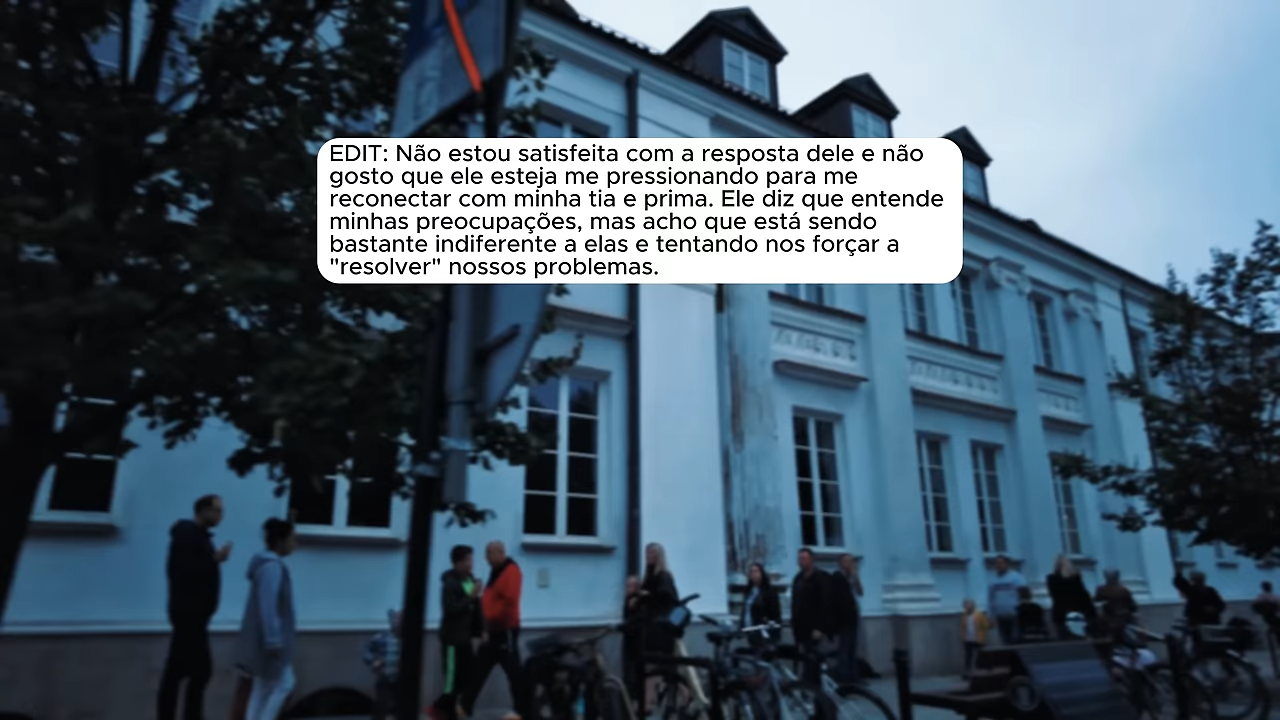 EDIT: Não estou satisfeita com a resposta dele e não
gosto que ele esteja me pressionando para me
reconectar com minha tia e prima. Ele diz que entende
minhas preocupações, mas acho que está sendo
bastante indiferente a elas e tentando nos forçar a
"resolver" nossos problemas.